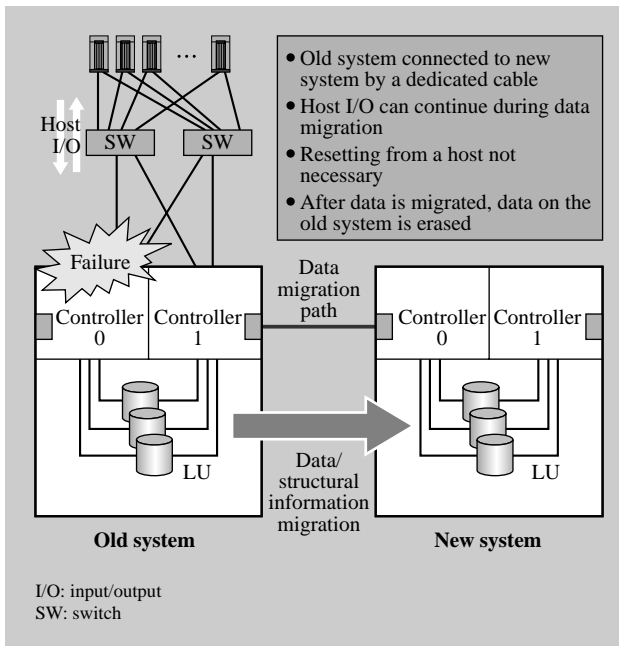 ...
• Old system connected to new
system by a dedicated cable
• Host I/O can continue during data
migration
• Resetting from a host not
necessary
• After data is migrated, data on the
old system is erased
Host
I/O
SW
SW
Failure
Controller
0
Controller
1
Data
migration
path
Controller
0
Controller
1
LU
Data/
structural
information
migration
LU
Old system
New system
I/O: input/output
SW: switch